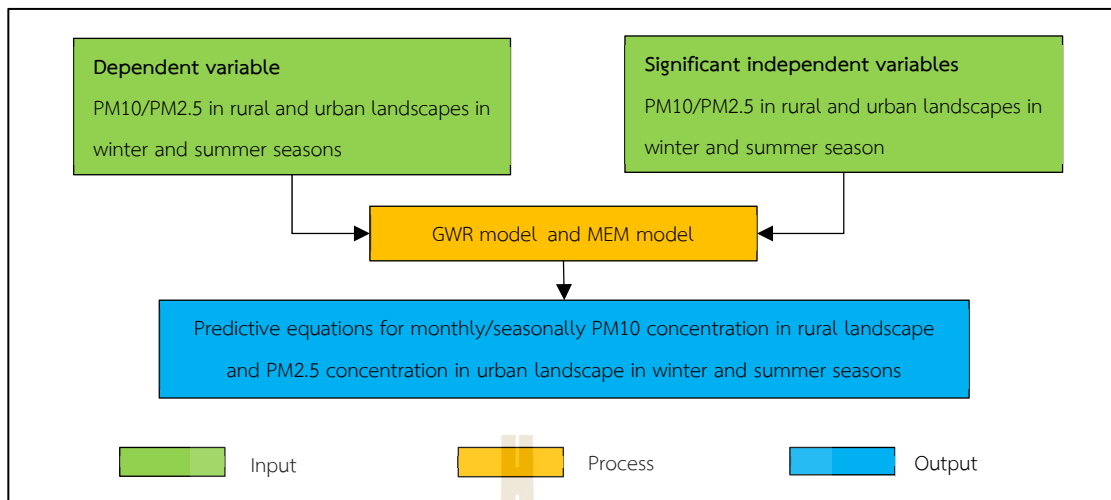 Dependent variable
PM10/PM2.5 in rural and urban landscapes in
winter and summer seasons
Significant independent variables
PM10/PM2.5 in rural and urban landscapes in
winter and summer season
GWR model and MEM model
Predictive equations for monthly/seasonally PM10 concentration in rural landscape
and PM2.5 concentration in urban landscape in winter and summer seasons
Input
Process
Output